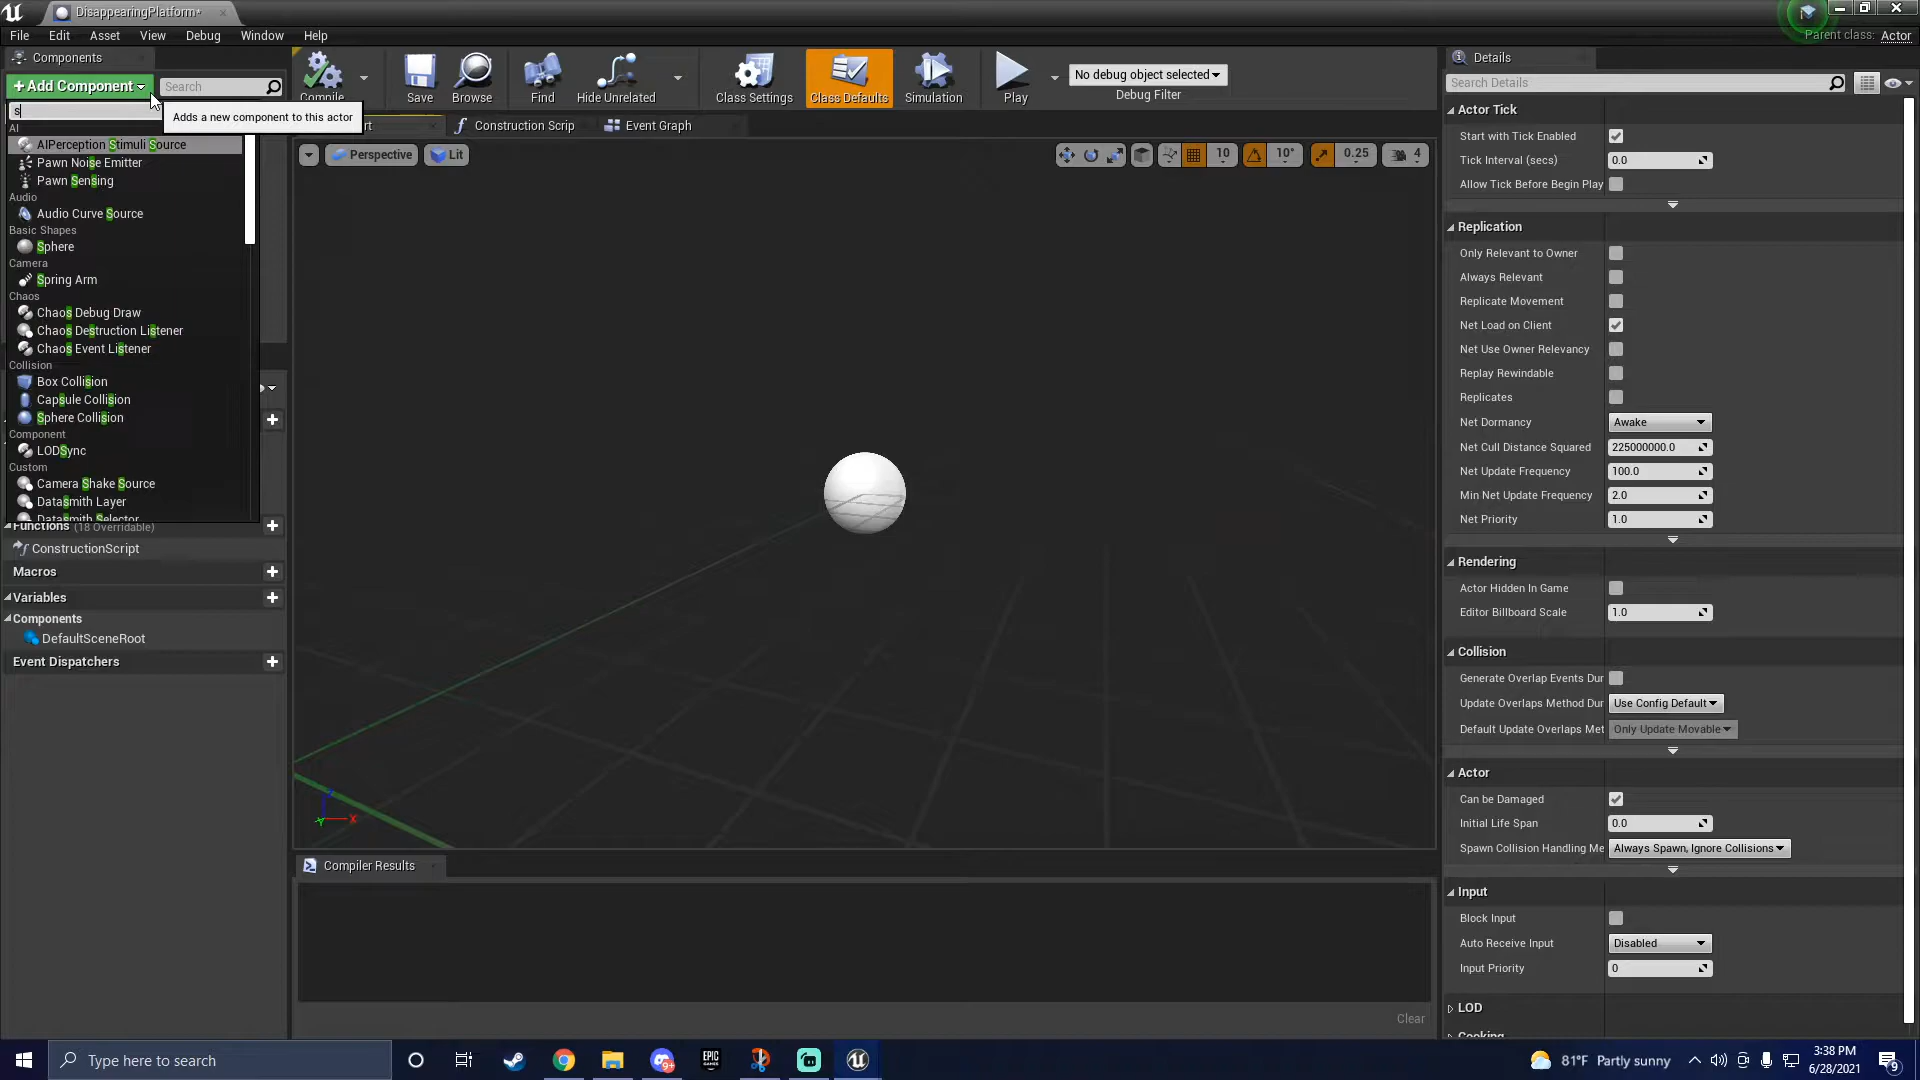 DisappearingPlatform*
File Edit Asset View Debug Window Help
Parent class: Actor
Components
+Add Component
Search
s
Adds a new component to this actor
AI
AIPerception Stimuli Source
Pawn Noise Emitter
Pawn Sensing
Audio
Audio Curve Source
Basic Shapes
Sphere
Camera
Spring Arm
Chaos
Chaos Debug Draw
Chaos Destruction Listener
Chaos Event Listener
Collision
Box Collision
Capsule Collision
Sphere Collision
Component
LODSync
Custom
Camera Shake Source
Datasmith Layer
Datasmith Selector
Functions (18 Overridable)
ConstructionScript
Macros
Variables
Components
DefaultSceneRoot
Event Dispatchers
Compile Save Browse Find Hide Unrelated Class Settings Class Defaults Simulation Play
No debug object selected
Debug Filter
Construction Scrip Event Graph
Perspective Lit
10 10° 0.25 4
Compiler Results
Clear
Details
Search Details
Actor Tick
Start with Tick Enabled
Tick Interval (secs) 0.0
Allow Tick Before Begin Play
Replication
Only Relevant to Owner
Always Relevant
Replicate Movement
Net Load on Client
Net Use Owner Relevancy
Replay Rewindable
Replicates
Net Dormancy Awake
Net Cull Distance Squared 225000000.0
Net Update Frequency 100.0
Min Net Update Frequency 2.0
Net Priority 1.0
Rendering
Actor Hidden In Game
Editor Billboard Scale 1.0
Collision
Generate Overlap Events Dur
Update Overlaps Method Dur Use Config Default
Default Update Overlaps Met Only Update Movable
Actor
Can be Damaged
Initial Life Span 0.0
Spawn Collision Handling Me Always Spawn, Ignore Collisions
Input
Block Input
Auto Receive Input Disabled
Input Priority 0
LOD
Cooking
Type here to search
81°F Partly sunny
3:38 PM
6/28/2021